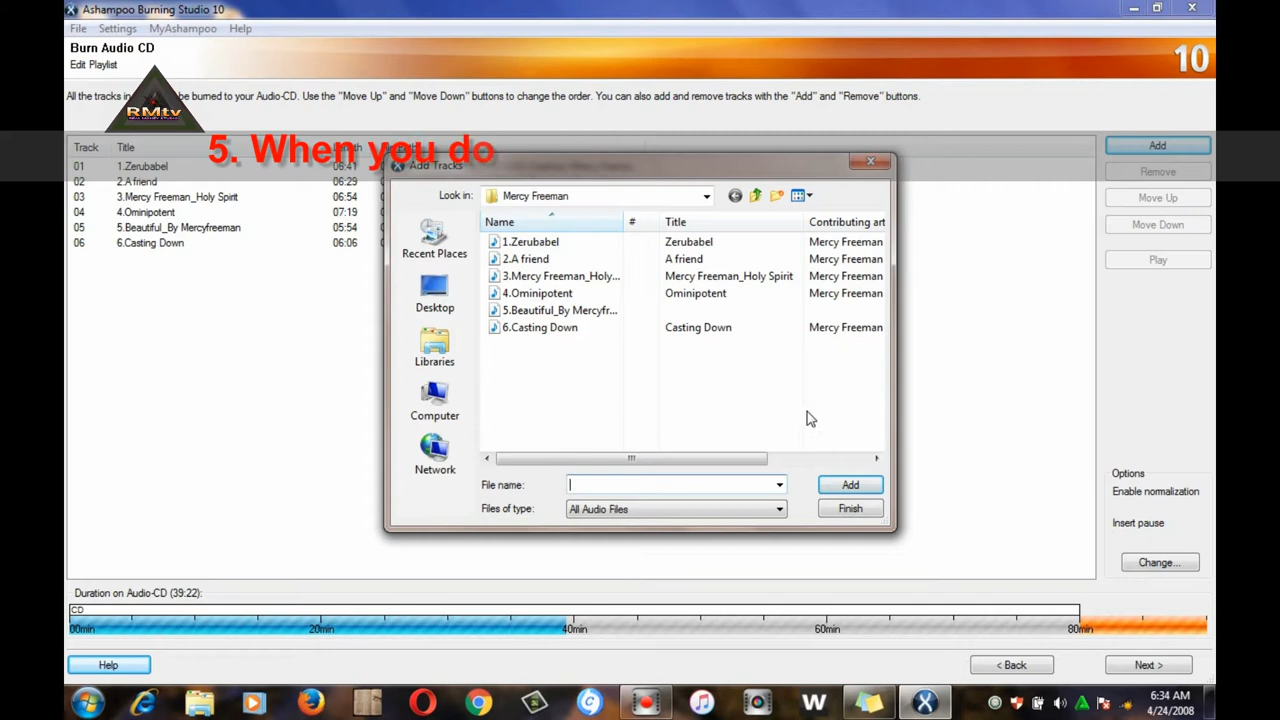 Ashampoo Burning Studio 10
File Settings MyAshampoo Help
Burn Audio CD
Edit Playlist
10
RMtv
All the tracks in be burned to your Audio-CD. Use the "Move Up" and "Move Down" buttons to change the order. You can also add and remove tracks with the "Add" and "Remove" buttons.
5. When you do
Track Title
01 1.Zerubabel 06:41
02 2.A friend 06:29
03 3.Mercy Freeman_Holy Spirit 06:54
04 4.Ominipotent 07:19
05 5.Beautiful_By Mercyfreeman 05:54
06 6.Casting Down 06:06
Add Tracks
Look in: Mercy Freeman
Name # Title Contributing art
1.Zerubabel Zerubabel Mercy Freeman
2.A friend A friend Mercy Freeman
3.Mercy Freeman_Holy... Mercy Freeman_Holy Spirit Mercy Freeman
4.Ominipotent Ominipotent Mercy Freeman
5.Beautiful_By Mercyfr...
6.Casting Down Casting Down Mercy Freeman
Recent Places
Desktop
Libraries
Computer
Network
File name: Add
Files of type: All Audio Files Finish
Add
Remove
Move Up
Move Down
Play
Options
Enable normalization
Insert pause
Change...
Duration on Audio-CD (39:22):
CD
00min 20min 40min 60min 80min
Help < Back Next >
W
6:34 AM
4/24/2008